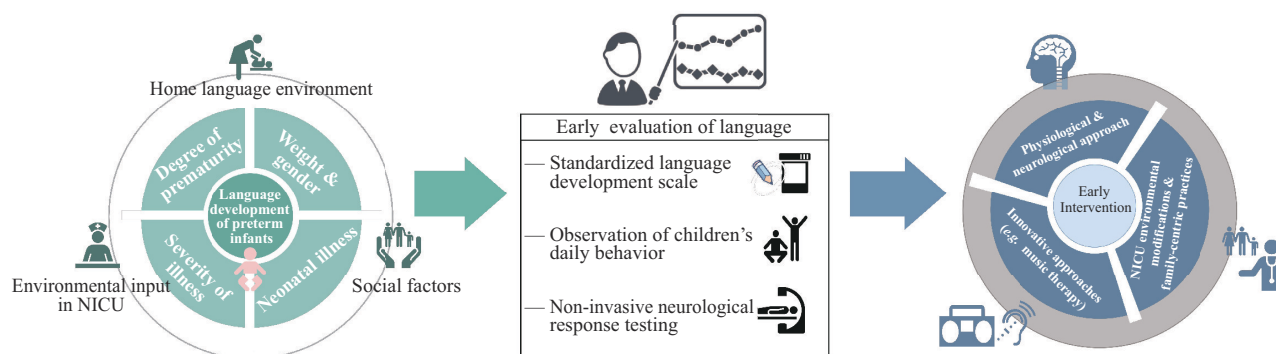 Home language environment
Degree of
prematurity
Weight &
gender
Language
development
of preterm
infants
Severity of
illness
Neonatal illness
Environmental input
in NICU
Social factors
Early evaluation of language
— Standardized language
development scale
— Observation of children's
daily behavior
— Non-invasive neurological
response testing
Physiological &
neurological approach
Early
Intervention
Innovative approaches
(e.g. music therapy)
NICU environmental
modifications &
family-centric practices